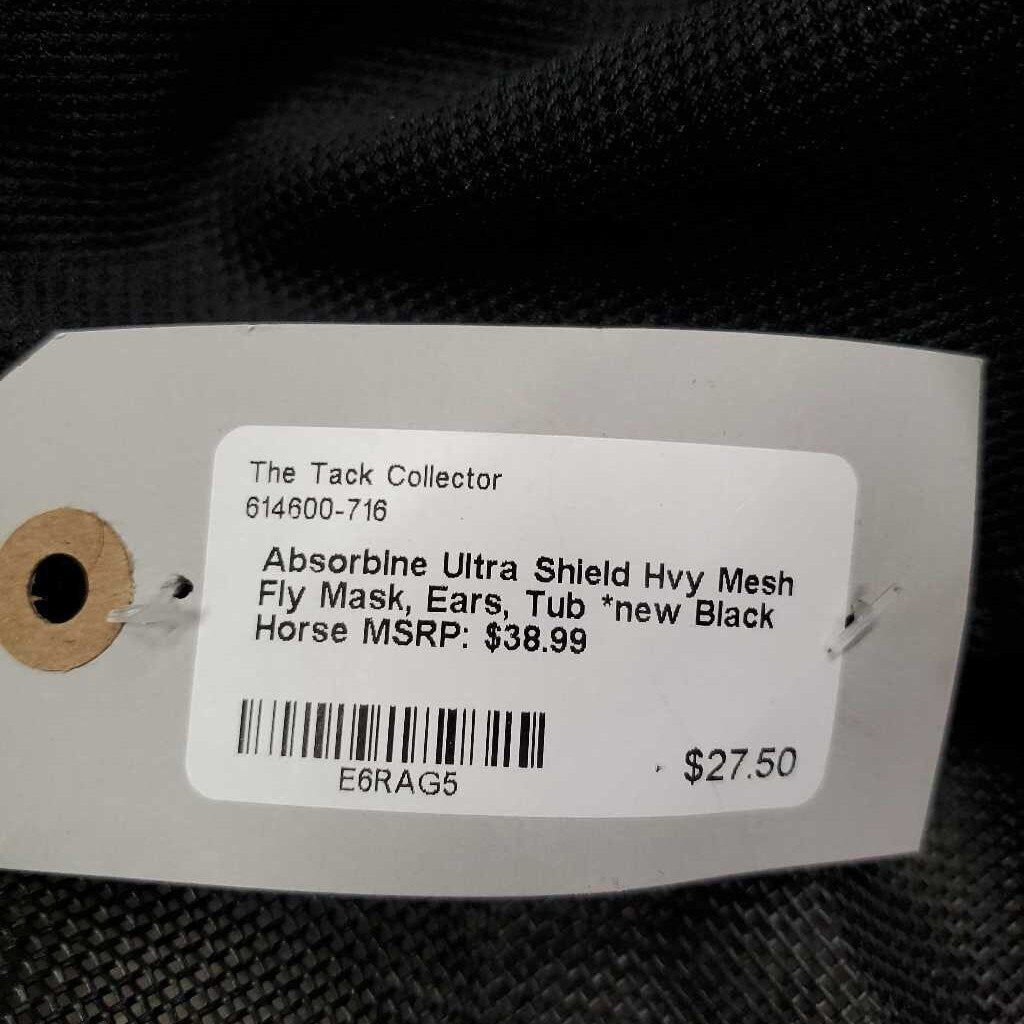 The Tack Collector
614600-716
Absorbine Ultra Shield Hvy Mesh
Fly Mask, Ears, Tub *new Black
Horse MSRP: $38.99
E6RAG5
$27.50